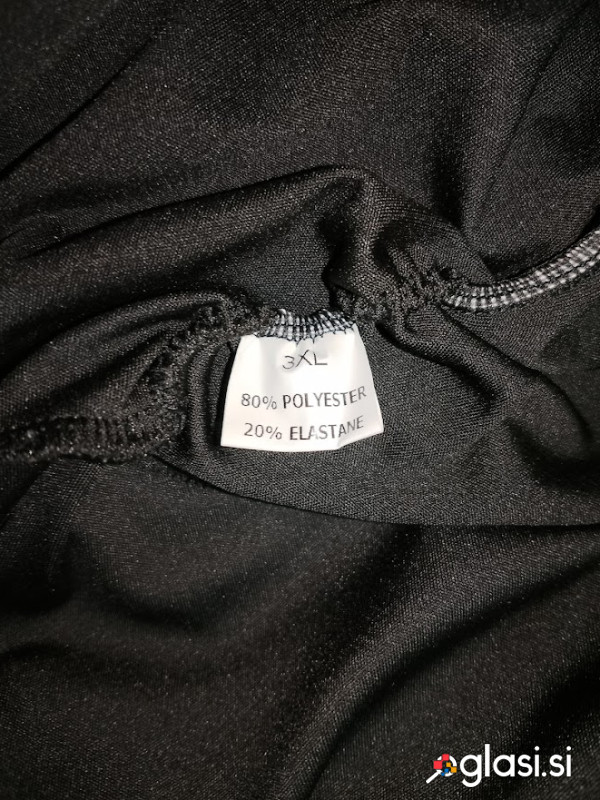 3XL
80% POLYESTER
20% ELASTANE
oglasi.si